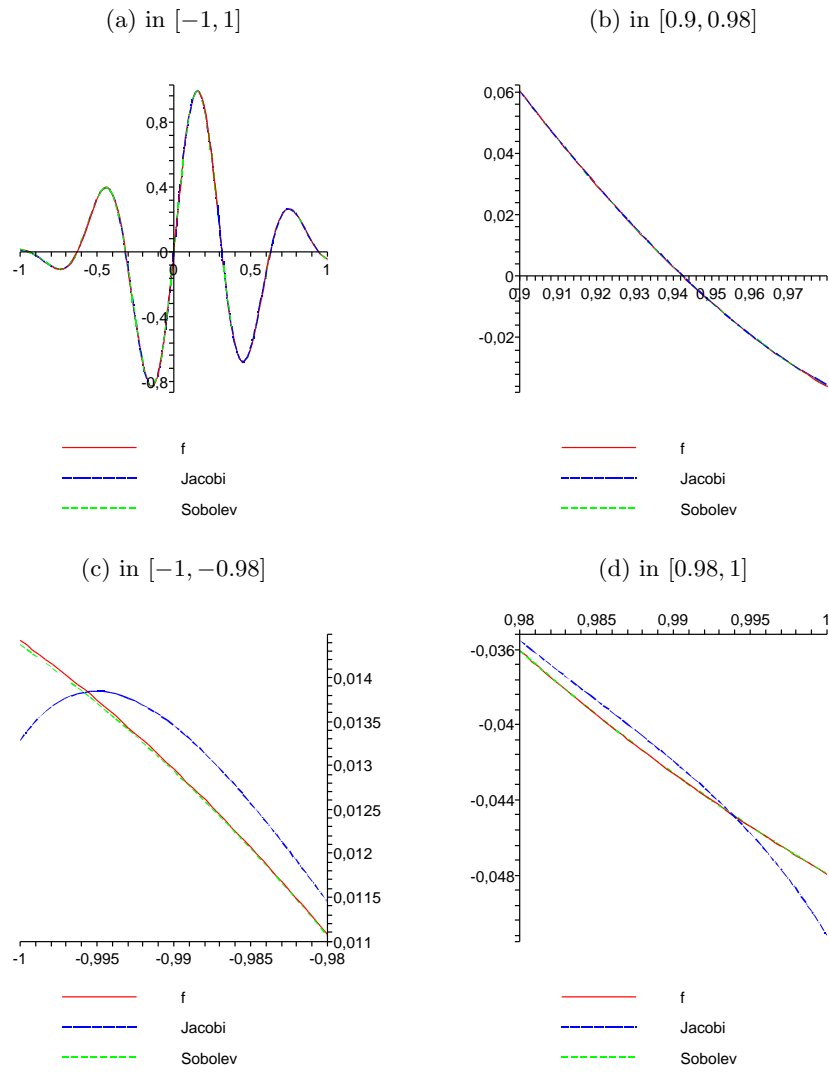 (a) in [−1, 1]
0,8
0,4
0
-1
-0,5
0
0,5
1
-0,4
-0,8
f
Jacobi
Sobolev
(b) in [0.9, 0.98]
0,06
0,04
0,02
0
0,9
0,91
0,92
0,93
0,94
0,95
0,96
0,97
-0,02
f
Jacobi
Sobolev
(c) in [−1, −0.98]
0,014
0,0135
0,013
0,0125
0,012
0,0115
0,011
-1
-0,995
-0,99
-0,985
-0,98
f
Jacobi
Sobolev
(d) in [0.98, 1]
0,98
0,985
0,99
0,995
1
-0,036
-0,04
-0,044
-0,048
f
Jacobi
Sobolev